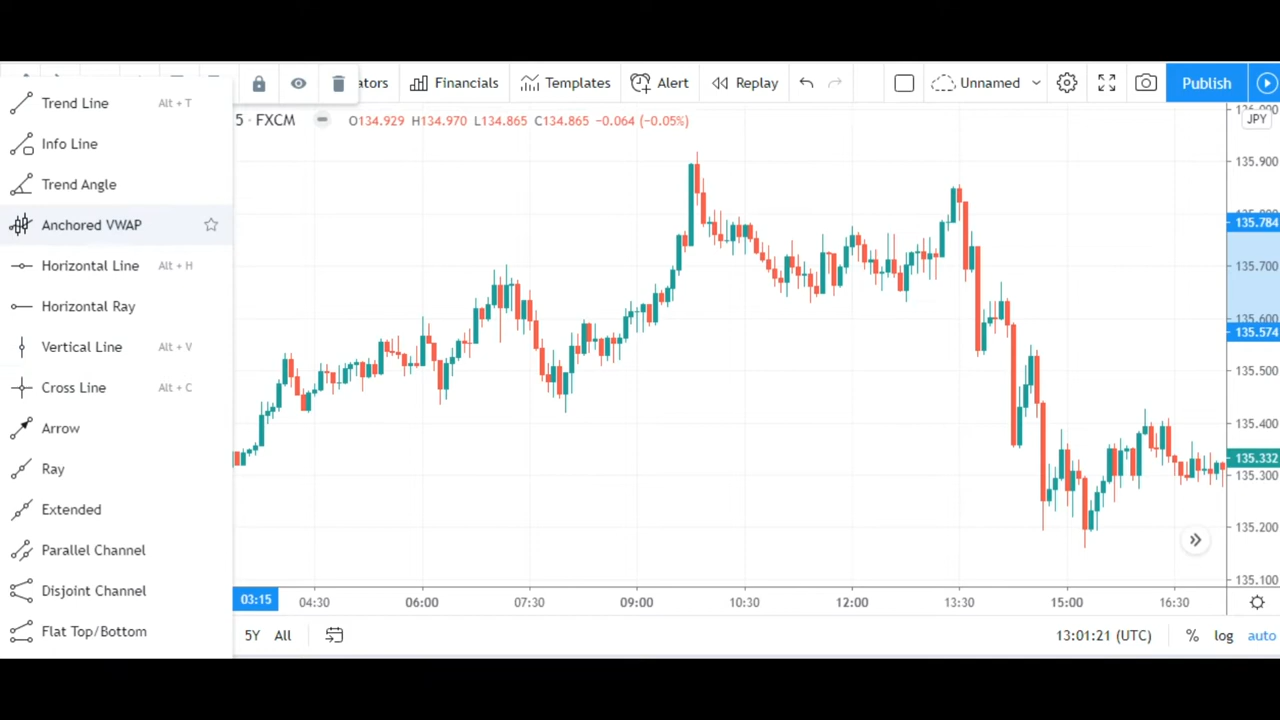 ators
Financials
Templates
Alert
Replay
Unnamed
Publish
5 · FXCM
O134.929 H134.970 L134.865 C134.865 −0.064 (−0.05%)
JPY
Trend Line Alt + T
Info Line
Trend Angle
Anchored VWAP
Horizontal Line Alt + H
Horizontal Ray
Vertical Line Alt + V
Cross Line Alt + C
Arrow
Ray
Extended
Parallel Channel
Disjoint Channel
Flat Top/Bottom
135.900
135.784
135.700
135.600
135.574
135.500
135.400
135.332
135.300
135.200
135.100
03:15 04:30 06:00 07:30 09:00 10:30 12:00 13:30 15:00 16:30
5Y All 13:01:21 (UTC) % log auto